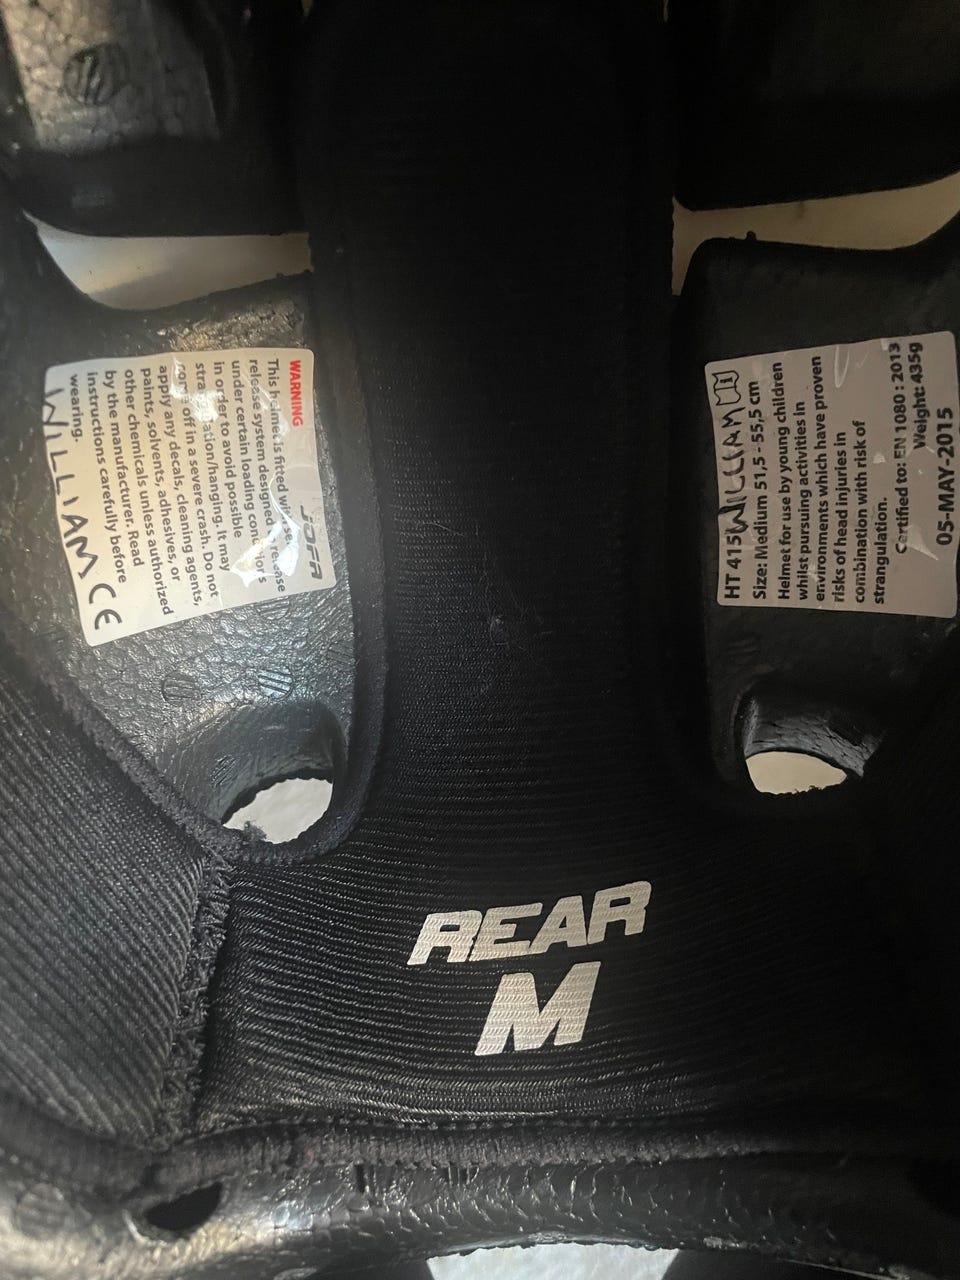 JOFA
WARNING
This helmet is fitted
release system designed release
under certain loading conditions
in order to avoid possible
strangulation/hanging. It may
come off in a severe crash. Do not
apply any decals, cleaning agents,
paints, solvents, adhesives, or
other chemicals unless authorized
by the manufacturer. Read
instructions carefully before
wearing.
WILLIAM CE
HT 415 WILLIAM
Size: Medium 51,5 - 55,5 cm
Helmet for use by young children
whilst pursuing activities in
environments which have proven
risks of head injuries in
combination with risk of
strangulation.
Certified to: EN 1080 : 2013
Weight: 435g
05-MAY-2015
REAR
M